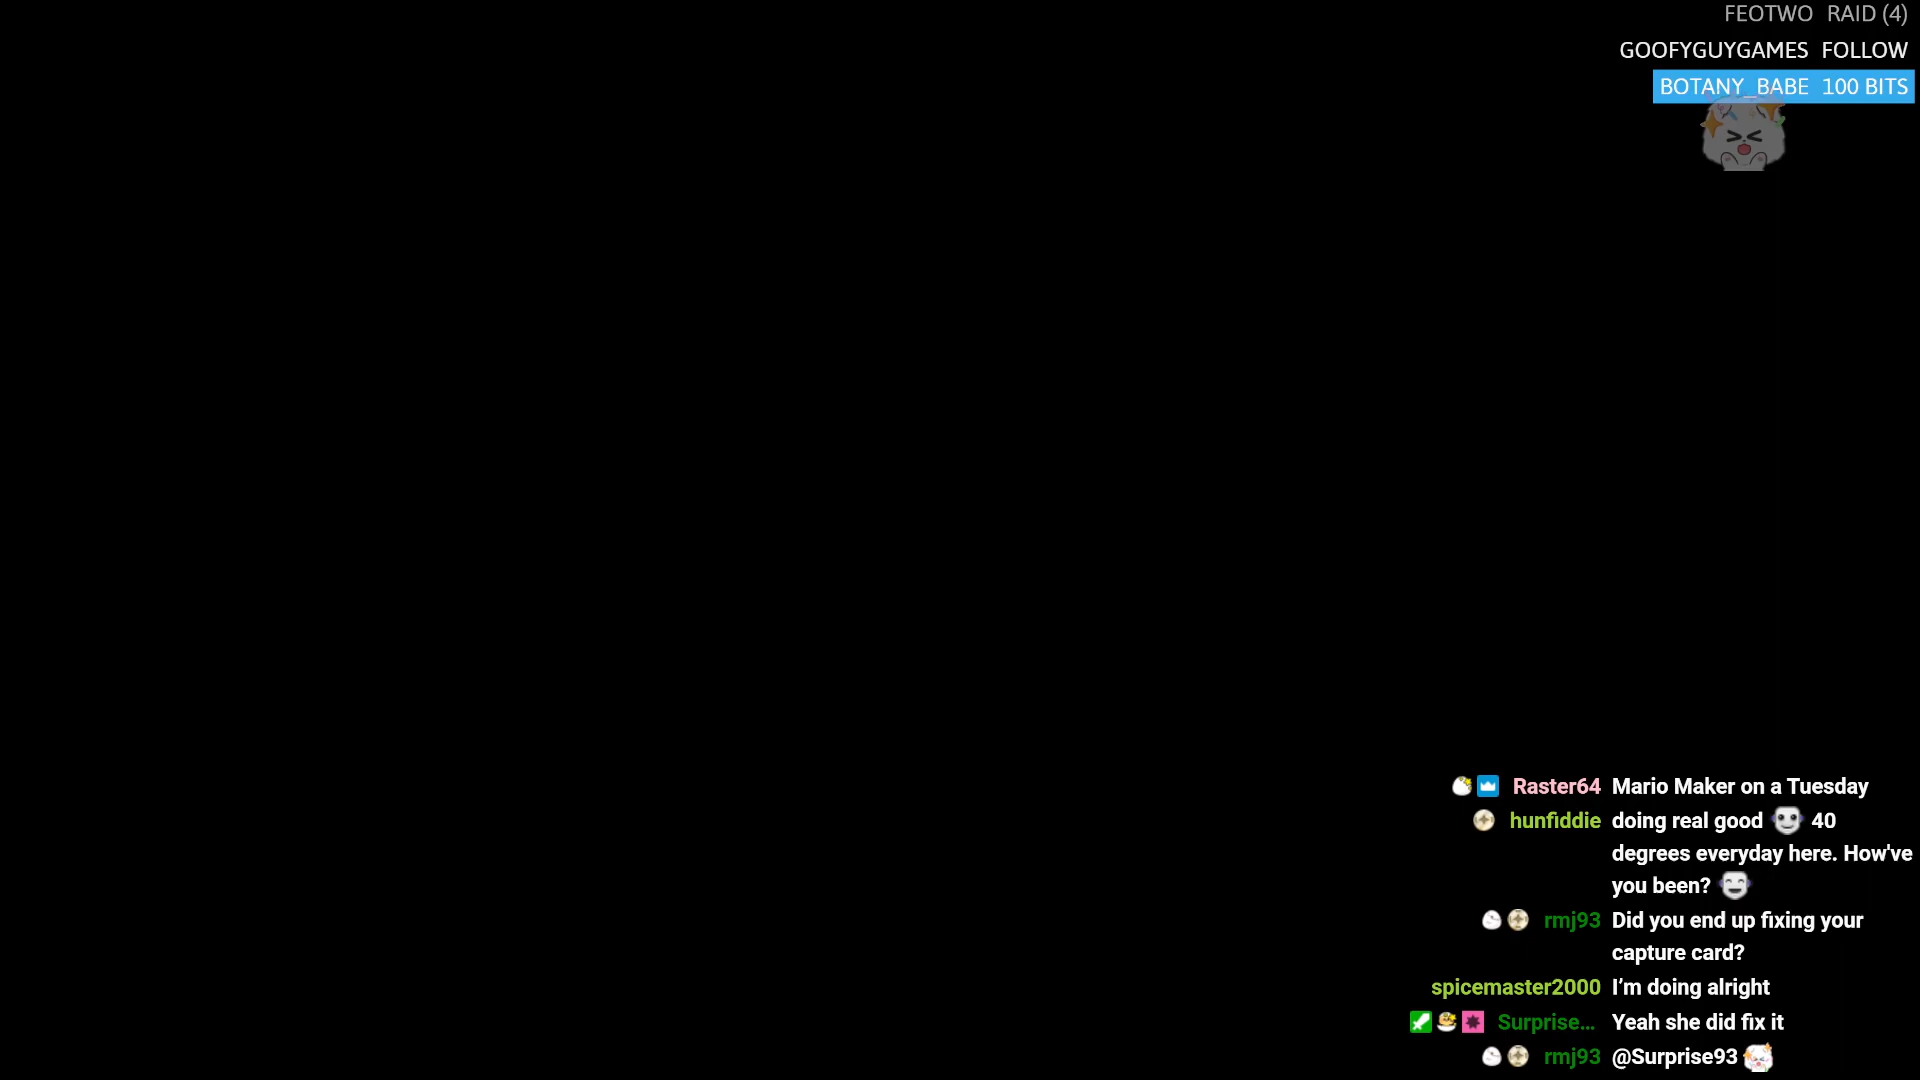 FEOTWO RAID (4)
GOOFYGUYGAMES FOLLOW
BOTANY_BABE 100 BITS
Raster64 Mario Maker on a Tuesday
hunfiddie doing real good 40
degrees everyday here. How've
you been?
rmj93 Did you end up fixing your
capture card?
spicemaster2000 I’m doing alright
Surprise... Yeah she did fix it
rmj93 @Surprise93